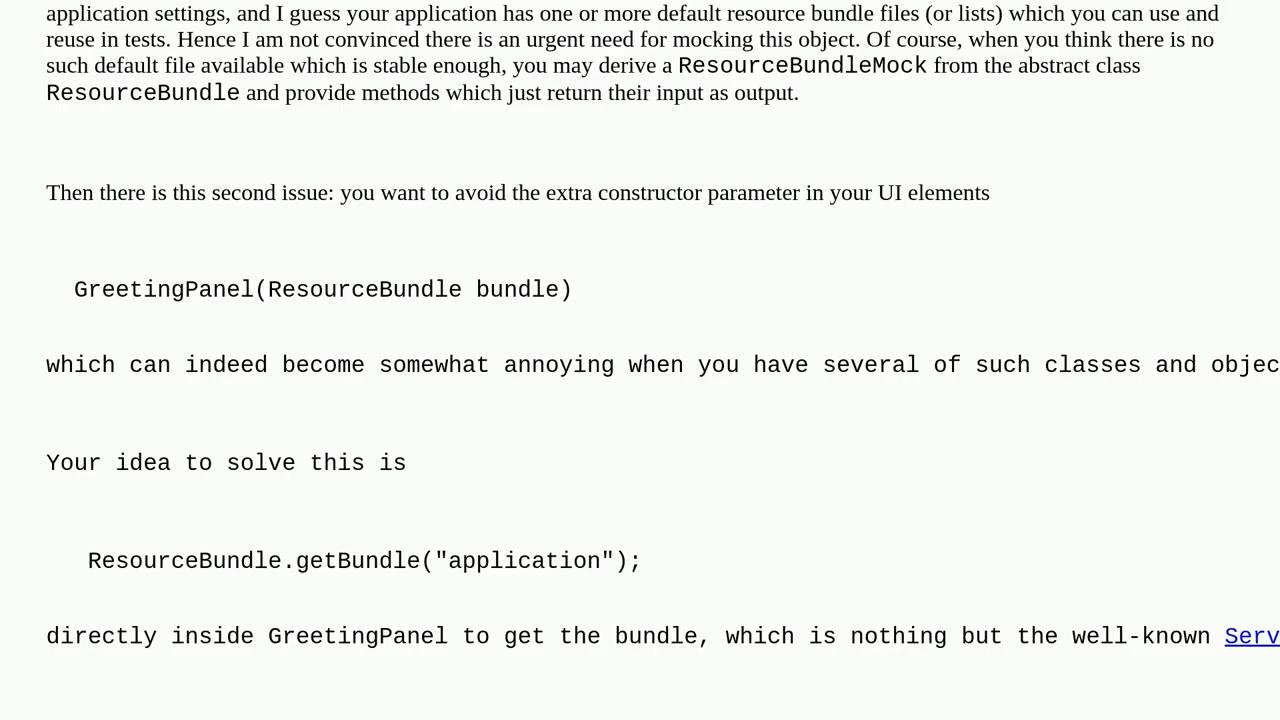 application settings, and I guess your application has one or more default resource bundle files (or lists) which you can use and
reuse in tests. Hence I am not convinced there is an urgent need for mocking this object. Of course, when you think there is no
such default file available which is stable enough, you may derive a ResourceBundleMock from the abstract class
ResourceBundle and provide methods which just return their input as output.
Then there is this second issue: you want to avoid the extra constructor parameter in your UI elements
GreetingPanel(ResourceBundle bundle)
which can indeed become somewhat annoying when you have several of such classes and objec
Your idea to solve this is
ResourceBundle.getBundle("application");
directly inside GreetingPanel to get the bundle, which is nothing but the well-known Serv